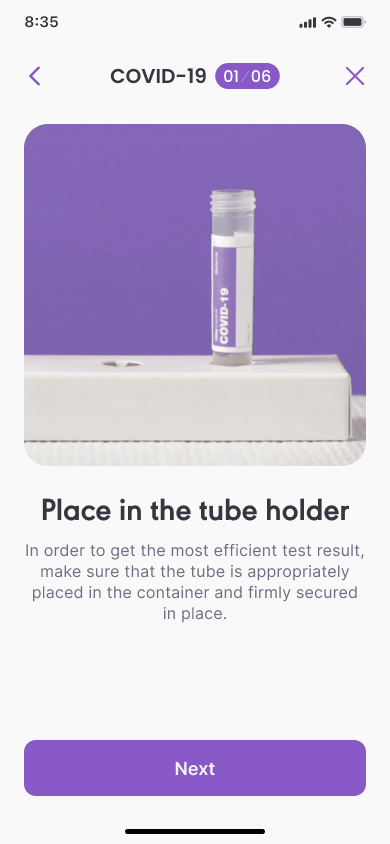 8:35
COVID-19 01/06
COVID-19
Place in the tube holder
In order to get the most efficient test result,
make sure that the tube is appropriately
placed in the container and firmly secured
in place.
Next